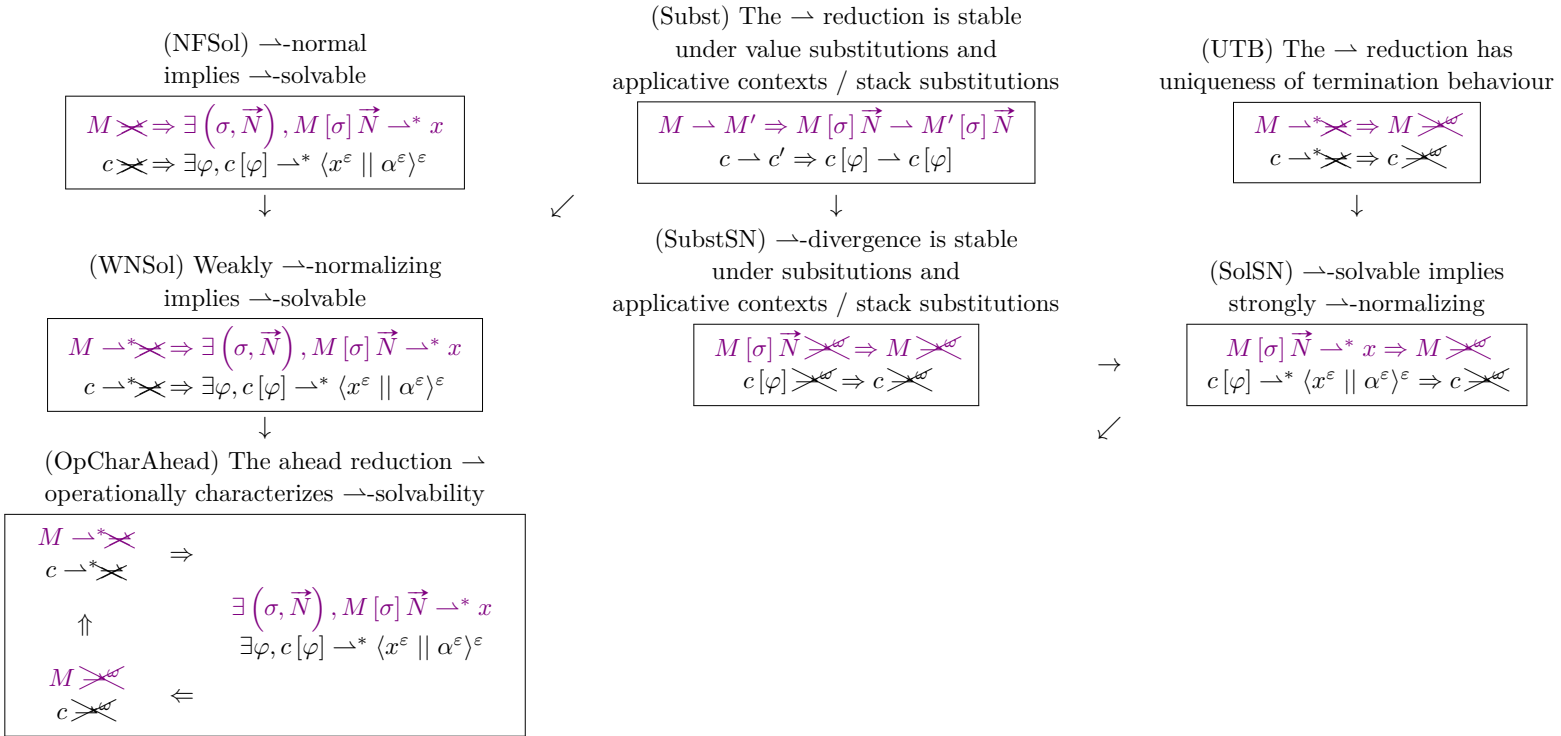 (NFSol) ⇀-normal
implies ⇀-solvable
M ⇀̸ ⇒ ∃ (σ, N⃗) , M [σ] N⃗ ⇀* x
c ⇀̸ ⇒ ∃φ, c [φ] ⇀* ⟨x^ε || α^ε⟩^ε
(Subst) The ⇀ reduction is stable
under value substitutions and
applicative contexts / stack substitutions
M ⇀ M′ ⇒ M [σ] N⃗ ⇀ M′ [σ] N⃗
c ⇀ c′ ⇒ c [φ] ⇀ c [φ]
(UTB) The ⇀ reduction has
uniqueness of termination behaviour
M ⇀* ⇀̸ ⇒ M ⇀̸^ω
c ⇀* ⇀̸ ⇒ c ⇀̸^ω
↓ ↙ ↓ ↓
(WNSol) Weakly ⇀-normalizing
implies ⇀-solvable
M ⇀* ⇀̸ ⇒ ∃ (σ, N⃗) , M [σ] N⃗ ⇀* x
c ⇀* ⇀̸ ⇒ ∃φ, c [φ] ⇀* ⟨x^ε || α^ε⟩^ε
(SubstSN) ⇀-divergence is stable
under subsitutions and
applicative contexts / stack substitutions
M [σ] N⃗ ⇀̸^ω ⇒ M ⇀̸^ω
c [φ] ⇀̸^ω ⇒ c ⇀̸^ω
→
(SolSN) ⇀-solvable implies
strongly ⇀-normalizing
M [σ] N⃗ ⇀* x ⇒ M ⇀̸^ω
c [φ] ⇀* ⟨x^ε || α^ε⟩^ε ⇒ c ⇀̸^ω
↓ ↙
(OpCharAhead) The ahead reduction ⇀
operationally characterizes ⇀-solvability
M ⇀* ⇀̸
c ⇀* ⇀̸
⇒
∃ (σ, N⃗) , M [σ] N⃗ ⇀* x
∃φ, c [φ] ⇀* ⟨x^ε || α^ε⟩^ε
⇑
M ⇀̸^ω
c ⇀̸^ω
⇐